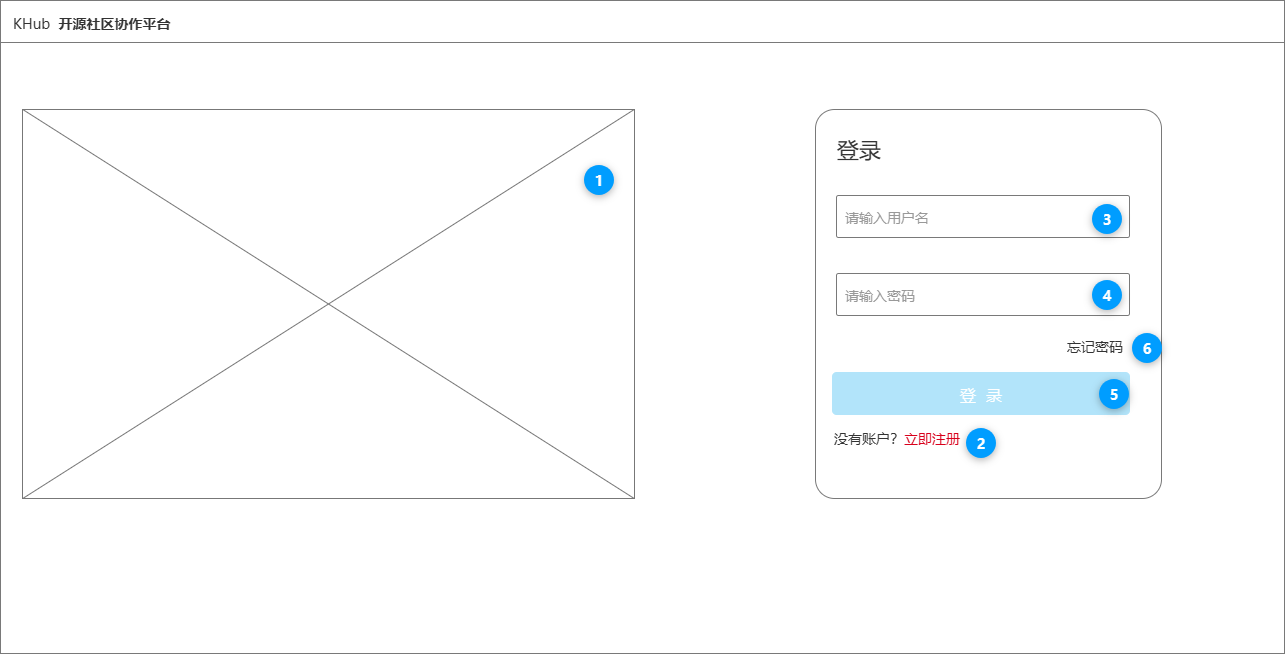 KHub 开源社区协作平台
1
登录
请输入用户名 3
请输入密码 4
忘记密码 6
登 录 5
没有账户？立即注册 2